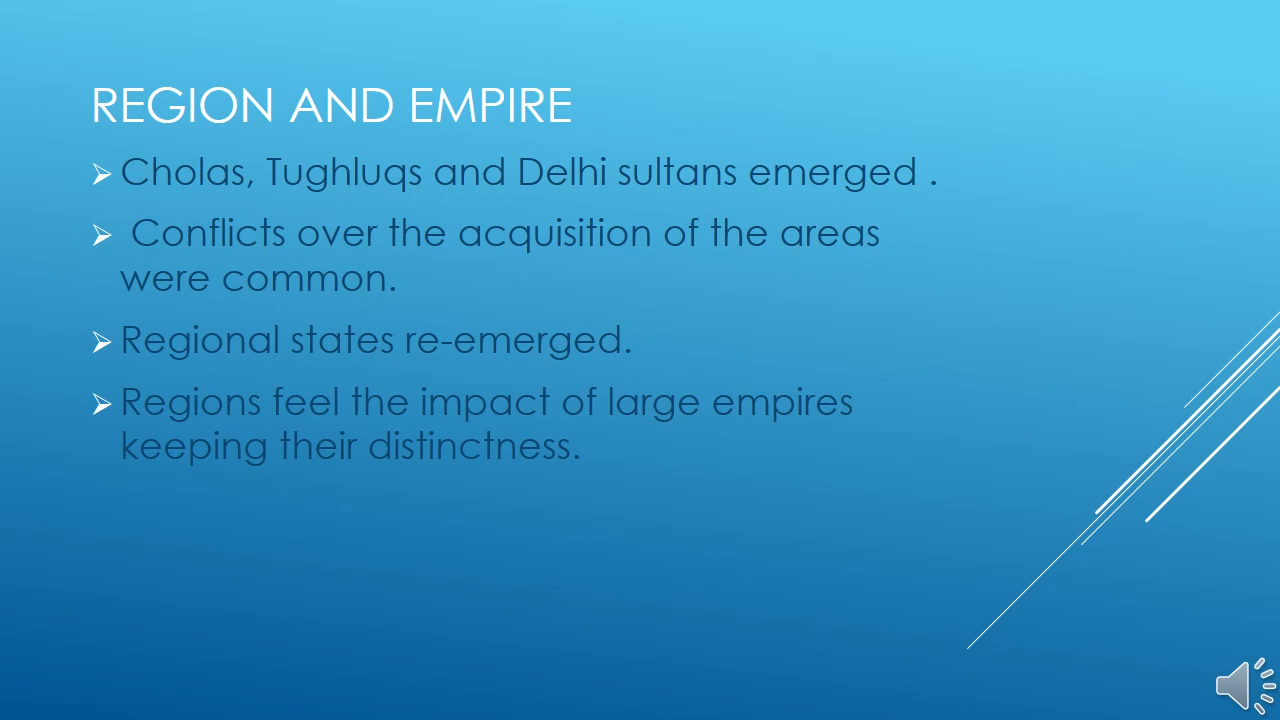 REGION AND EMPIRE
➢ Cholas, Tughluqs and Delhi sultans emerged .
➢ Conflicts over the acquisition of the areas
were common.
➢ Regional states re-emerged.
➢ Regions feel the impact of large empires
keeping their distinctness.